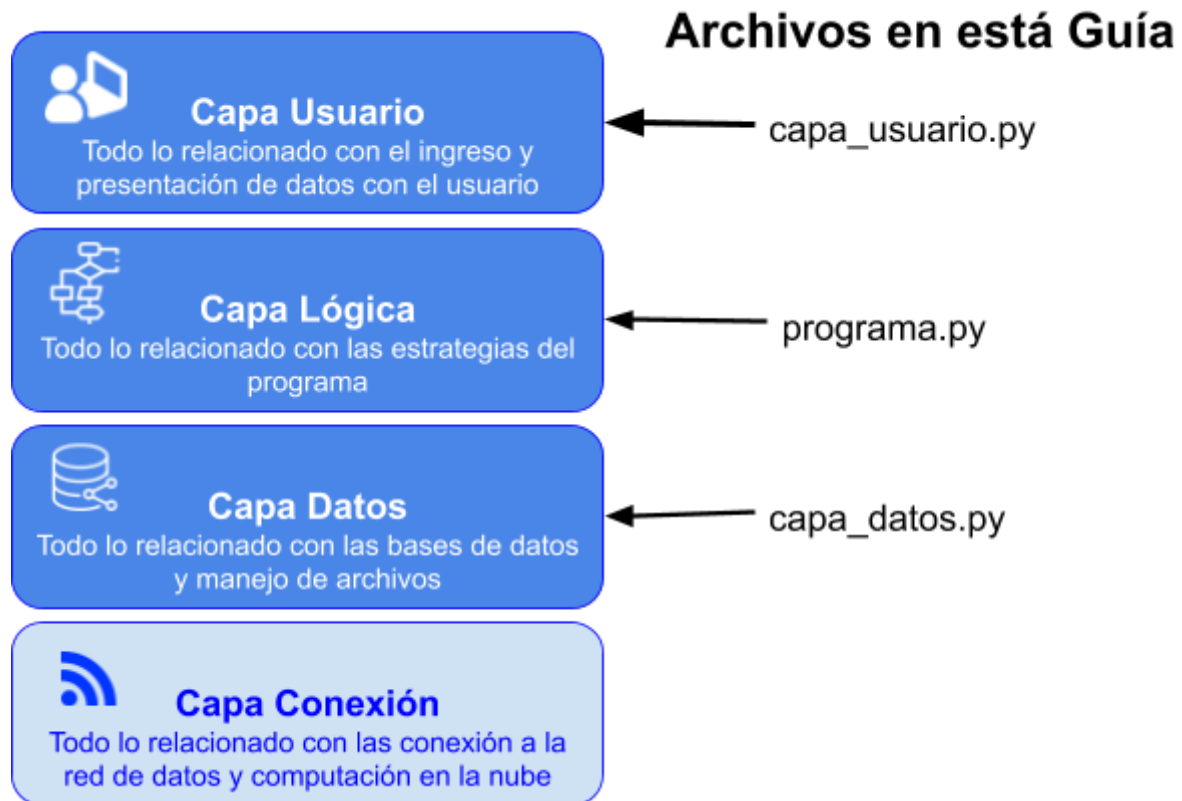 Archivos en está Guía
Capa Usuario
Todo lo relacionado con el ingreso y
presentación de datos con el usuario
capa_usuario.py
Capa Lógica
Todo lo relacionado con las estrategias del
programa
programa.py
Capa Datos
Todo lo relacionado con las bases de datos
y manejo de archivos
capa_datos.py
Capa Conexión
Todo lo relacionado con las conexión a la
red de datos y computación en la nube